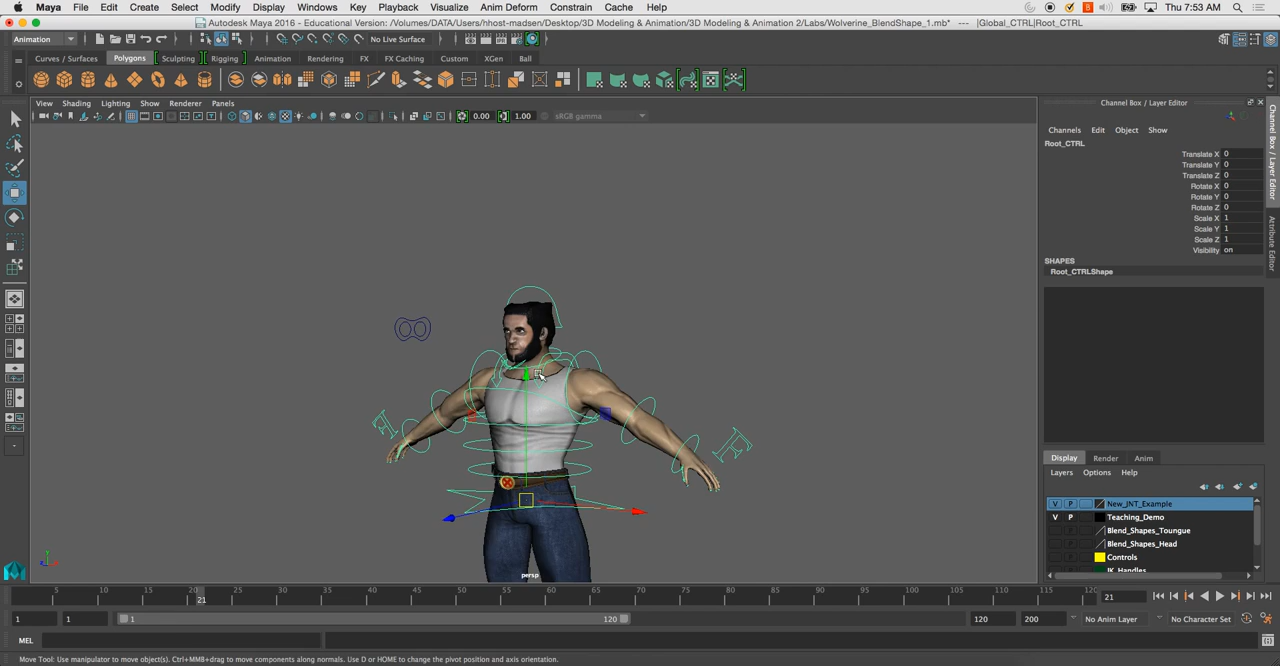 Maya File Edit Create Select Modify Display Windows Key Playback Visualize Deform Constrain Cache Help Thu 7:53 AM
Autodesk Maya 2016 - Educational Version: /Volumes/DATA/Users/hhost-madsen/Desktop/3D Modeling & Animation/3D Modeling & Animation 2/Labs/Wolverine_BlendShape_1.mb* --- |Global_CTRL|Root_CTRL
Animation No Live Surface
Curves / Surfaces Polygons Sculpting Rigging Animation Rendering FX FX Caching Custom XGen Ball
View Shading Lighting Show Renderer Panels
0.00 1.00 sRGB gamma
Channel Box / Layer Editor
Channels Edit Object Show
Root_CTRL
Translate X 0
Translate Y 0
Translate Z 0
Rotate X 0
Rotate Y 0
Rotate Z 0
Scale X 1
Scale Y 1
Scale Z 1
Visibility on
SHAPES
Root_CTRLShape
Channel Box / Layer Editor
Attribute Editor
Display Render Anim
Layers Options Help
V P New_JNT_Example
V P Teaching_Demo
Blend_Shapes_Toungue
Blend_Shapes_Head
Controls
IK_Handles
persp
5 10 15 20 25 30 35 40 45 50 55 60 65 70 75 80 85 90 95 100 105 110 115 120
21 21
1 1 1 120 120 200 No Anim Layer No Character Set
MEL
Move Tool: Use manipulator to move object(s). Ctrl+MMB+drag to move components along normals. Use D or HOME to change the pivot position and axis orientation.